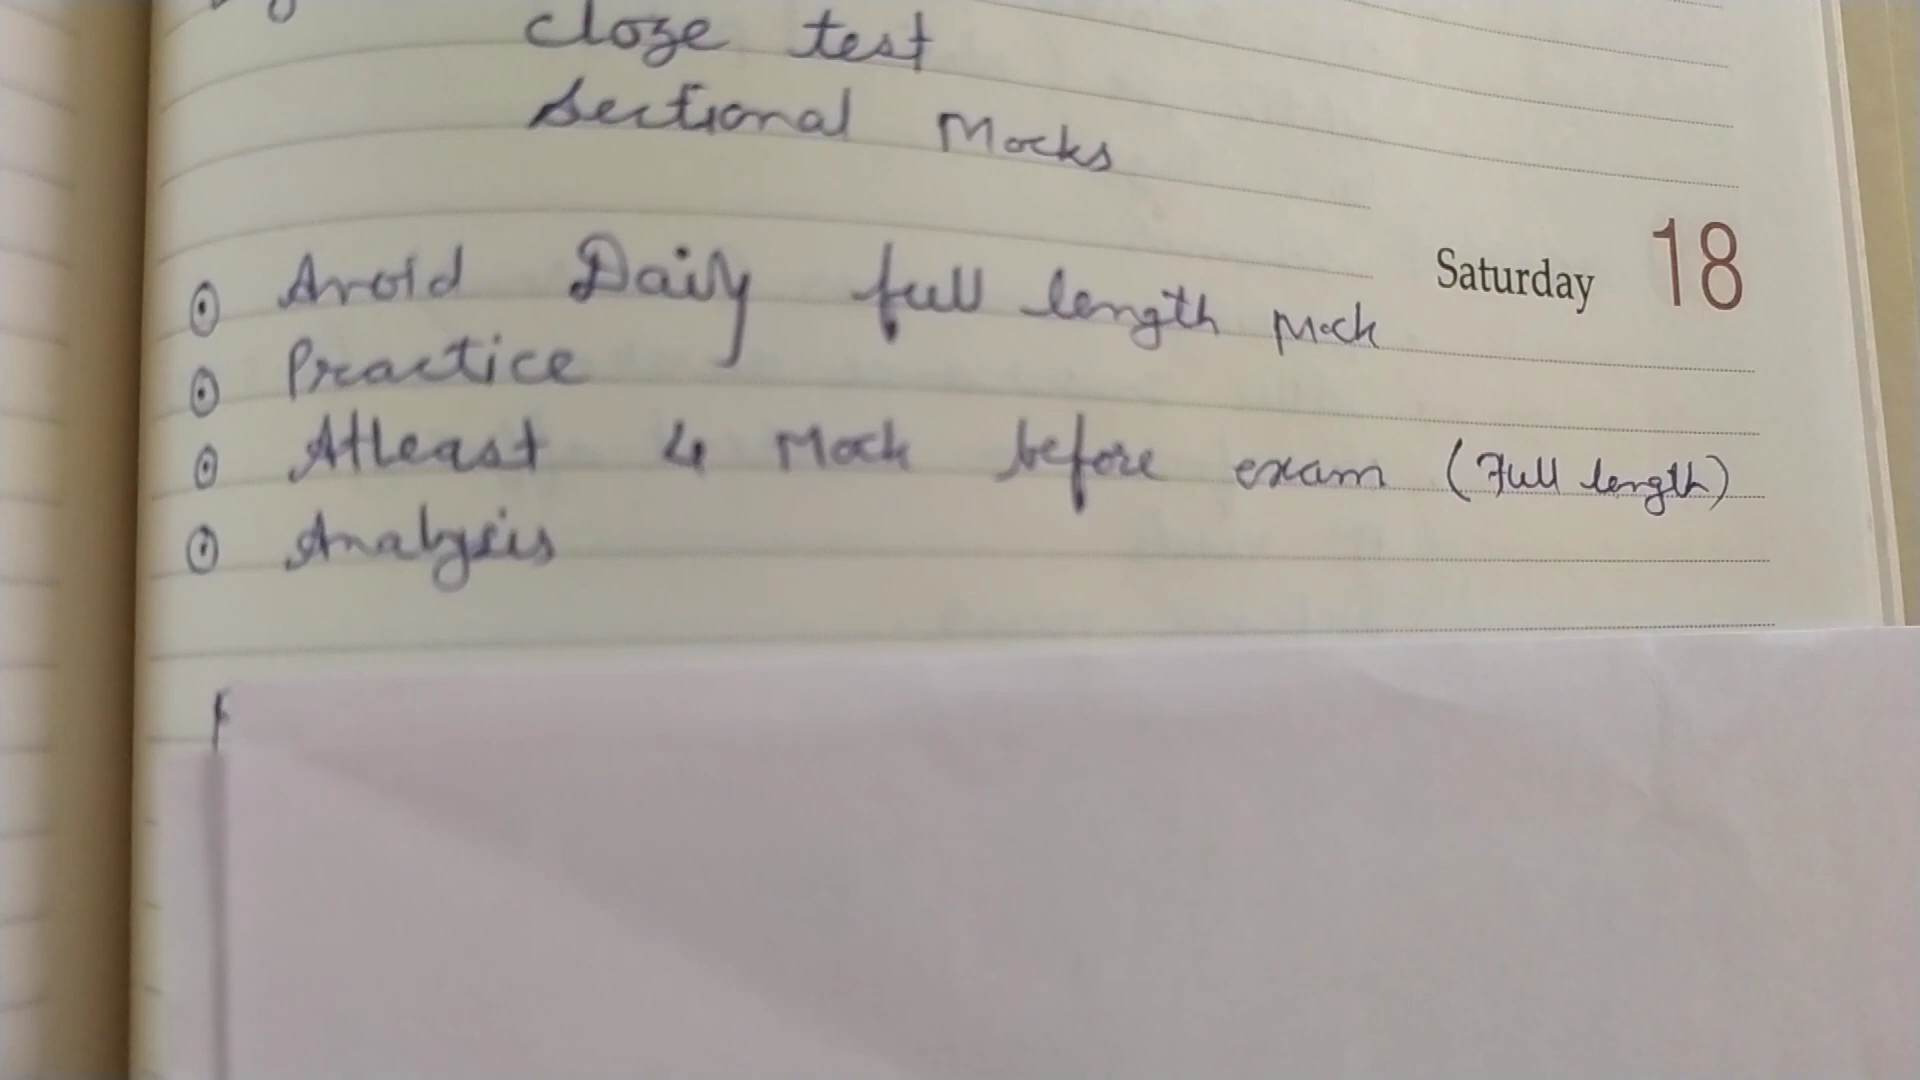 cloze test
Sectional Mocks
Saturday 18
Avoid Daily full length Mock
Practice
Atleast 4 Mock before exam (Full length)
Analysis